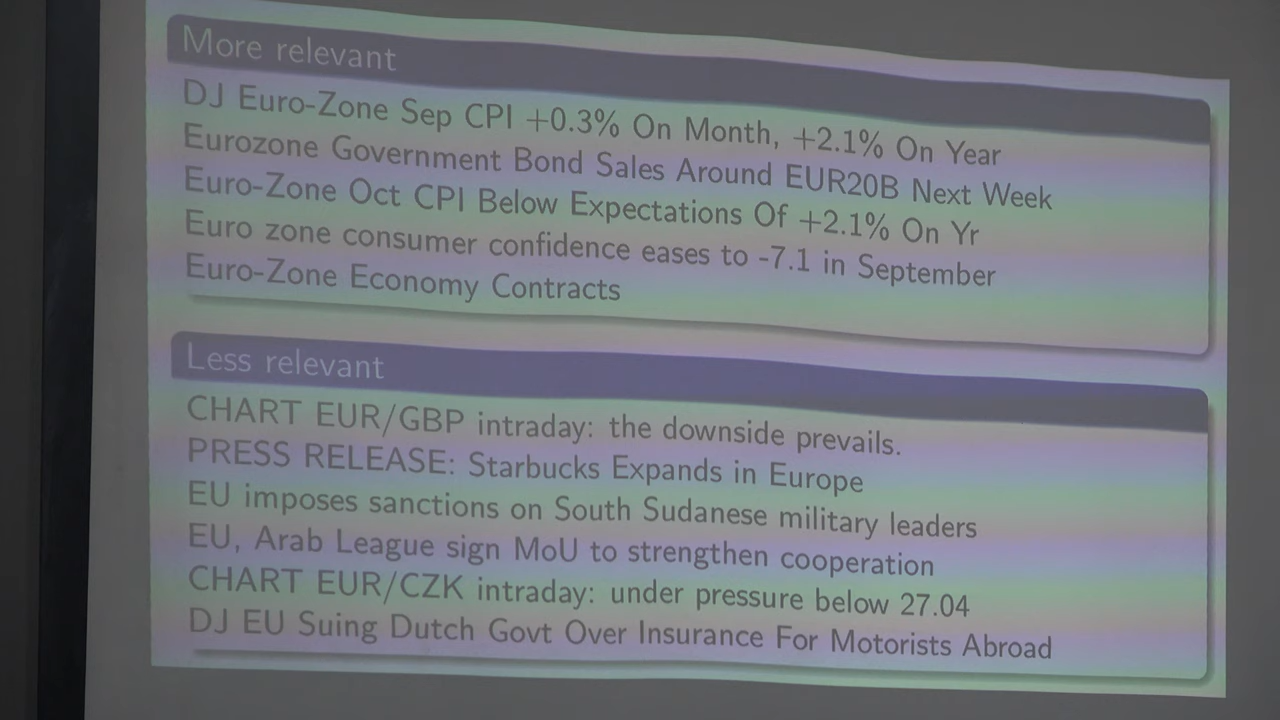 More relevant
DJ Euro-Zone Sep CPI +0.3% On Month, +2.1% On Year
Eurozone Government Bond Sales Around EUR20B Next Week
Euro-Zone Oct CPI Below Expectations Of +2.1% On Yr
Euro zone consumer confidence eases to -7.1 in September
Euro-Zone Economy Contracts
Less relevant
CHART EUR/GBP intraday: the downside prevails.
PRESS RELEASE: Starbucks Expands in Europe
EU imposes sanctions on South Sudanese military leaders
EU, Arab League sign MoU to strengthen cooperation
CHART EUR/CZK intraday: under pressure below 27.04
DJ EU Suing Dutch Govt Over Insurance For Motorists Abroad